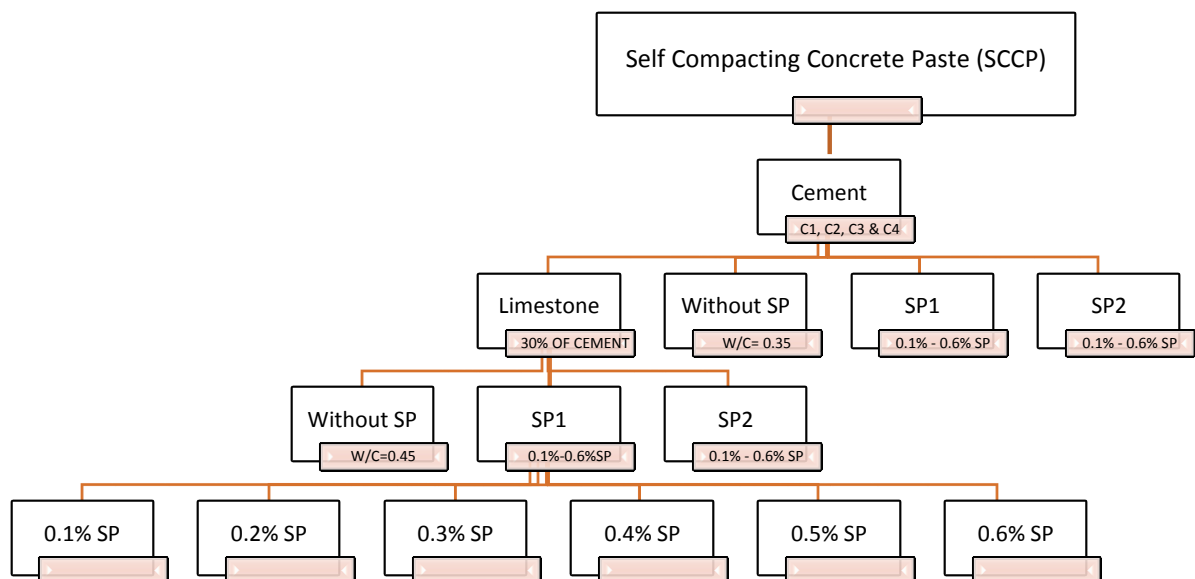 Self Compacting Concrete Paste (SCCP)
Cement
C1, C2, C3 & C4
Limestone
30% OF CEMENT
Without SP
W/C= 0.35
SP1
0.1% - 0.6% SP
SP2
0.1% - 0.6% SP
Without SP
W/C=0.45
SP1
0.1%-0.6%SP
SP2
0.1% - 0.6% SP
0.1% SP
0.2% SP
0.3% SP
0.4% SP
0.5% SP
0.6% SP